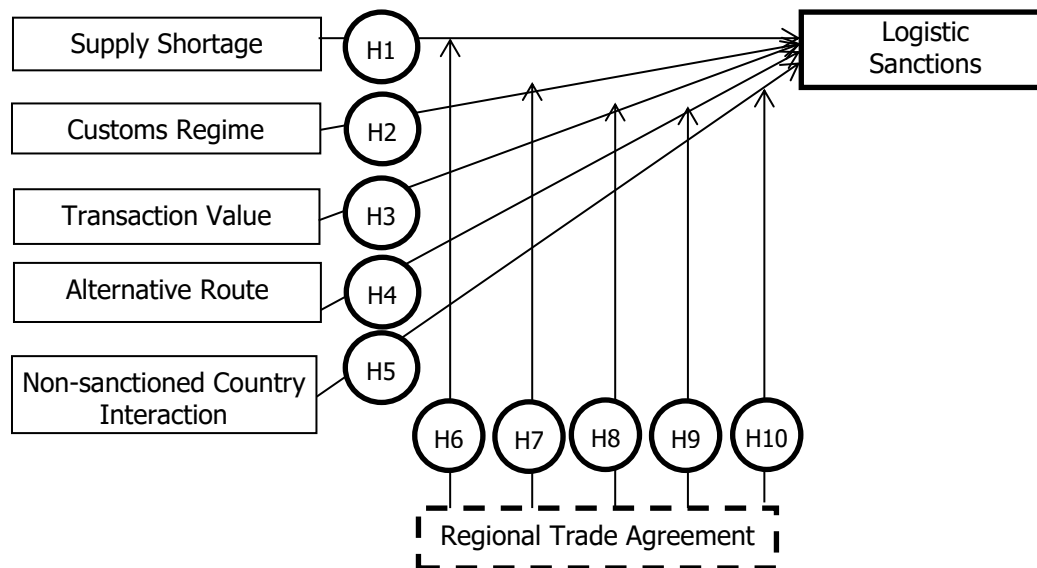 Supply Shortage
H1
Logistic
Sanctions
Customs Regime
H2
Transaction Value
H3
Alternative Route
H4
Non-sanctioned Country
Interaction
H5
H6
H7
H8
H9
H10
Regional Trade Agreement